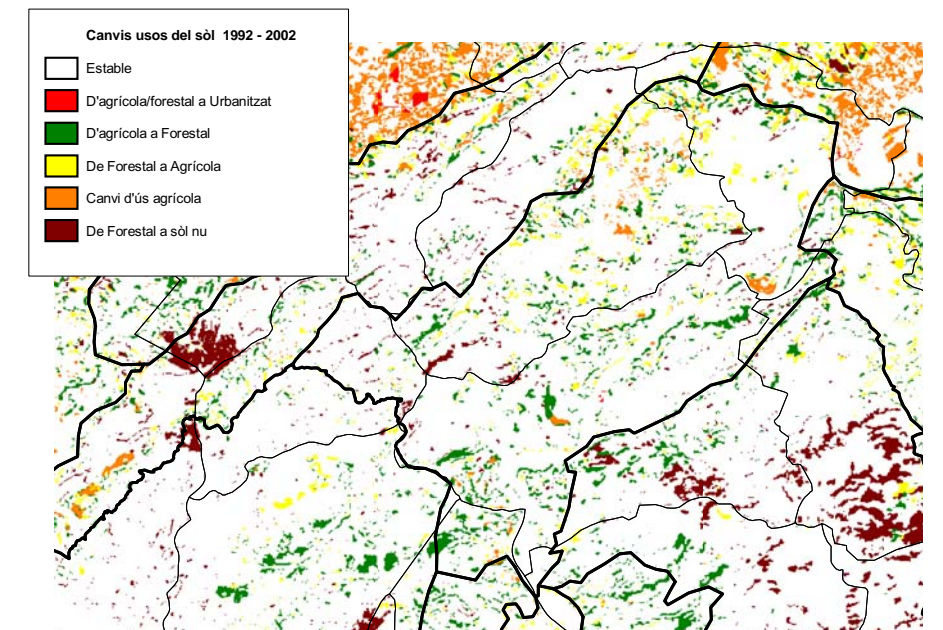 Canvis usos del sòl 1992 - 2002
Estable
D'agrícola/forestal a Urbanitzat
D'agrícola a Forestal
De Forestal a Agrícola
Canvi d'ús agrícola
De Forestal a sòl nu